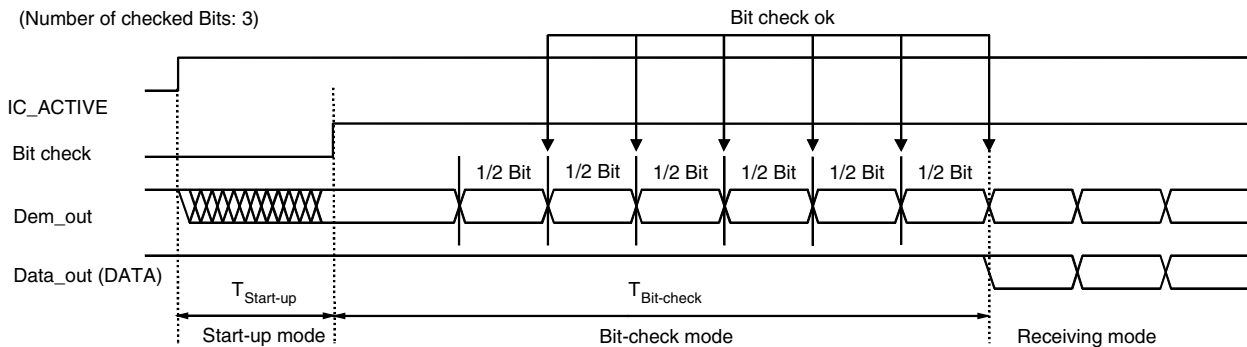 (Number of checked Bits: 3)
Bit check ok
IC_ACTIVE
Bit check
1/2 Bit 1/2 Bit 1/2 Bit 1/2 Bit 1/2 Bit 1/2 Bit
Dem_out
Data_out (DATA)
TStart-up TBit-check
Start-up mode Bit-check mode Receiving mode